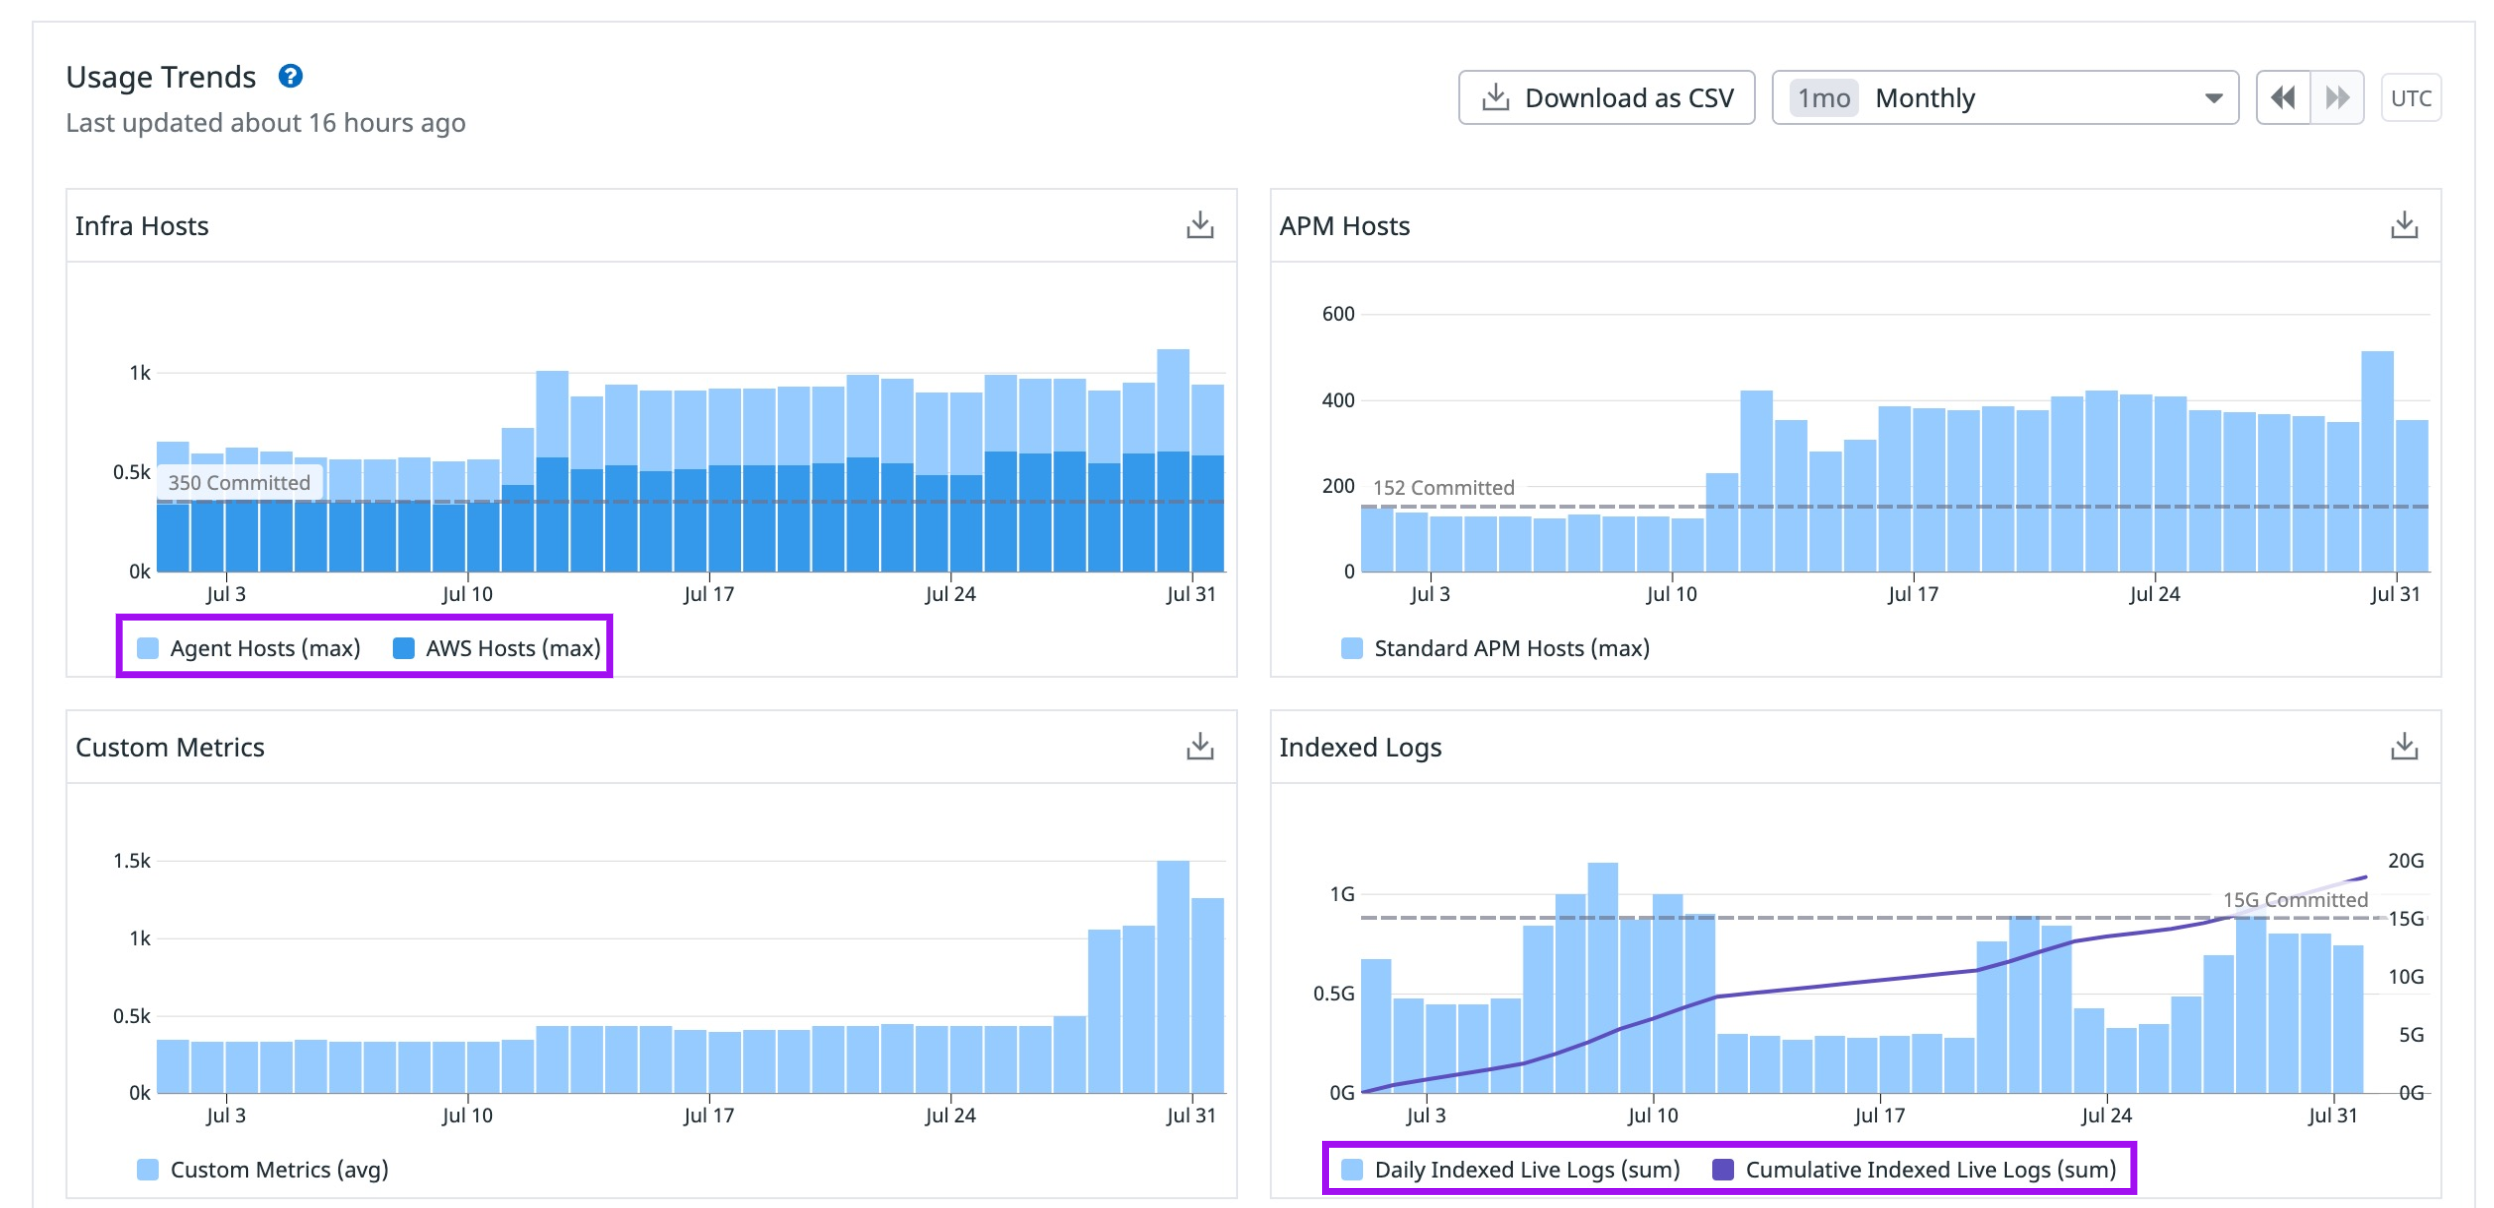 Usage Trends ?
Last updated about 16 hours ago
Download as CSV
1mo Monthly
UTC
Infra Hosts
1k
0.5k
0k
350 Committed
Jul 3 Jul 10 Jul 17 Jul 24 Jul 31
Agent Hosts (max) AWS Hosts (max)
APM Hosts
600
400
200
0
152 Committed
Jul 3 Jul 10 Jul 17 Jul 24 Jul 31
Standard APM Hosts (max)
Custom Metrics
1.5k
1k
0.5k
0k
Jul 3 Jul 10 Jul 17 Jul 24 Jul 31
Custom Metrics (avg)
Indexed Logs
1G
0.5G
0G
15G Committed
20G
15G
10G
5G
0G
Jul 3 Jul 10 Jul 17 Jul 24 Jul 31
Daily Indexed Live Logs (sum) Cumulative Indexed Live Logs (sum)